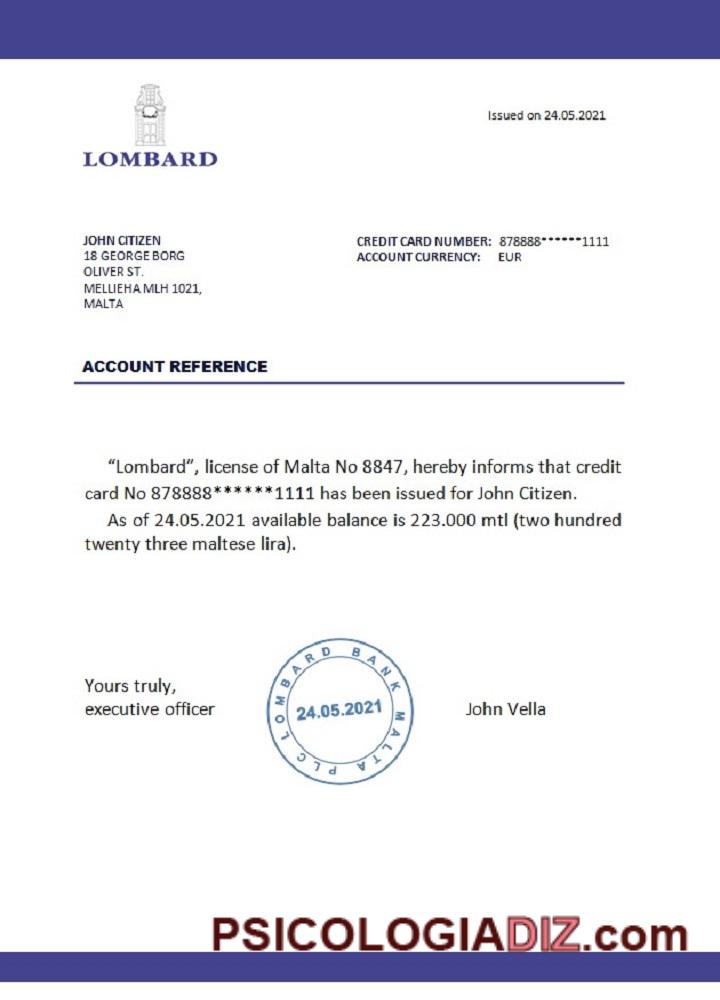 Issued on 24.05.2021
LOMBARD
JOHN CITIZEN
18 GEORGE BORG
OLIVER ST.
MELLIEHA MLH 1021,
MALTA
CREDIT CARD NUMBER: 878888******1111
ACCOUNT CURRENCY: EUR
ACCOUNT REFERENCE
“Lombard”, license of Malta No 8847, hereby informs that credit
card No 878888******1111 has been issued for John Citizen.
As of 24.05.2021 available balance is 223.000 mtl (two hundred
twenty three maltese lira).
Yours truly,
executive officer
LOMBARD BANK MALTA PLC
24.05.2021
John Vella
PSICOLOGIADIZ.com